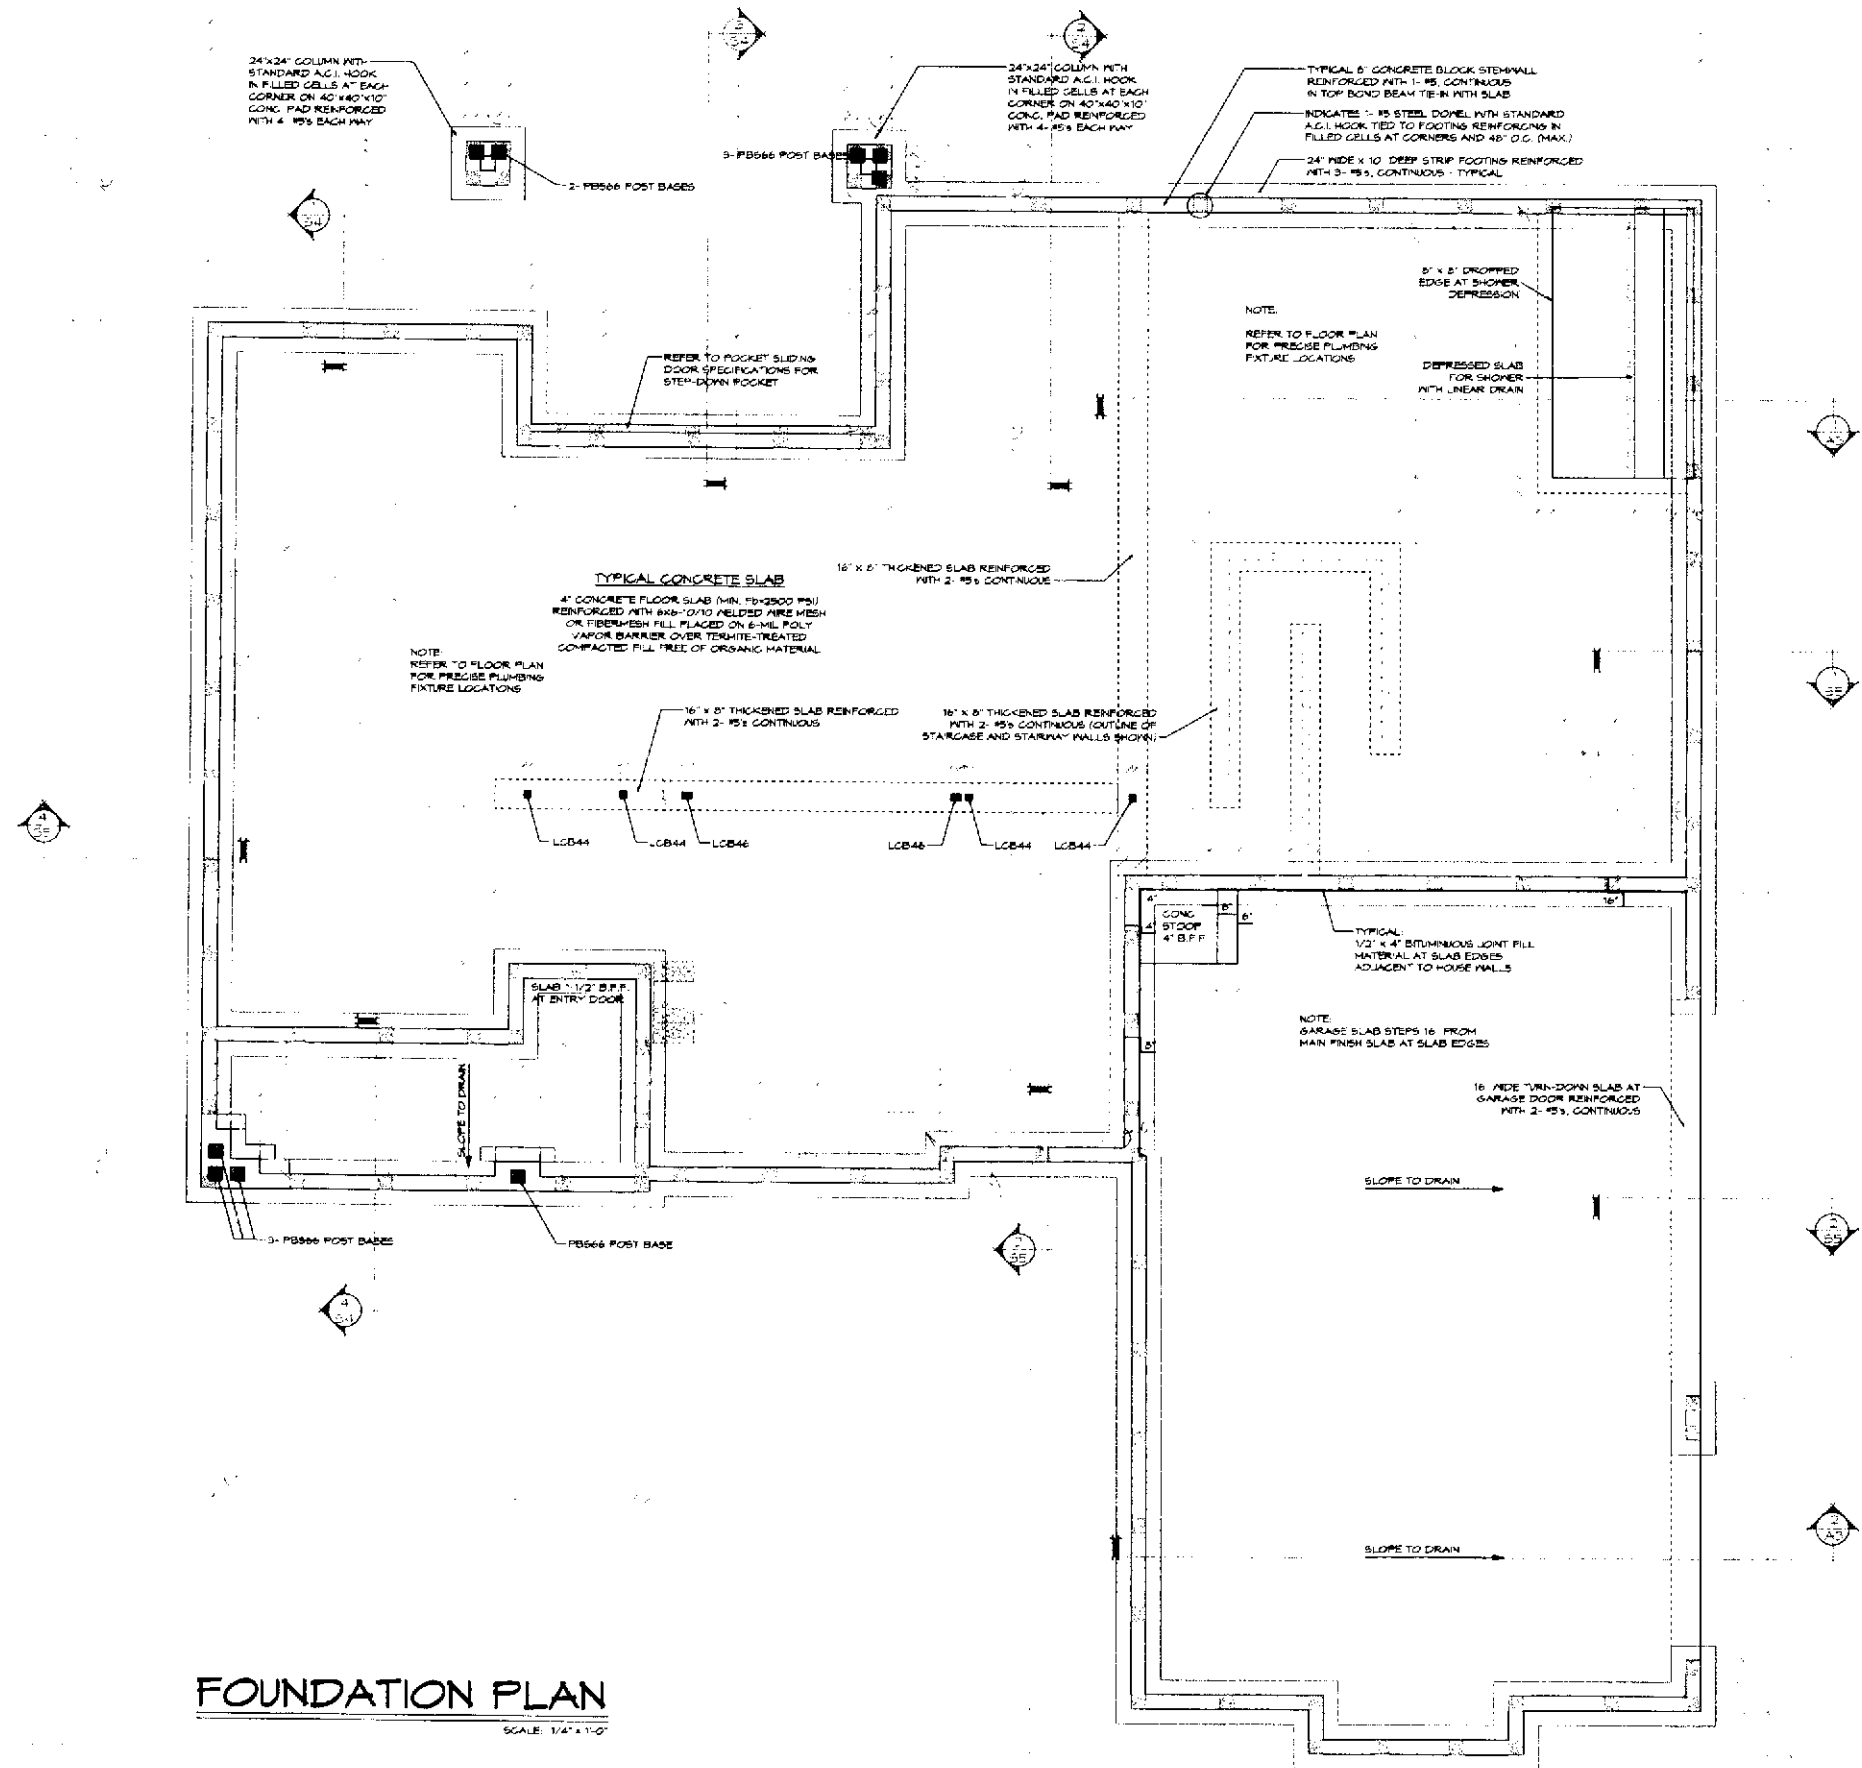 24"x24" COLUMN WITH
STANDARD A.C.I. HOOK
IN FILLED CELLS AT EACH
CORNER ON 40"x40"x10"
CONC. PAD REINFORCED
WITH 4- #5's EACH WAY
2- PBS66 POST BASES
24"x24" COLUMN WITH
STANDARD A.C.I. HOOK
IN FILLED CELLS AT EACH
CORNER ON 40"x40"x10"
CONC. PAD REINFORCED
WITH 4- #5's EACH WAY
3- PBS66 POST BASES
TYPICAL 8" CONCRETE BLOCK STEMWALL
REINFORCED WITH 1- #5, CONTINUOUS
IN TOP BOND BEAM TIE-IN WITH SLAB
INDICATES 1- #5 STEEL DOWEL WITH STANDARD
A.C.I. HOOK TIED TO FOOTING REINFORCING IN
FILLED CELLS AT CORNERS AND 48" O.C. (MAX.)
24" WIDE x 10" DEEP STRIP FOOTING REINFORCED
WITH 3- #5's, CONTINUOUS - TYPICAL
8" x 8" DROPPED
EDGE AT SHOWER
DEPRESSION
NOTE:
REFER TO FLOOR PLAN
FOR PRECISE PLUMBING
FIXTURE LOCATIONS
DEPRESSED SLAB
FOR SHOWER
WITH LINEAR DRAIN
REFER TO POCKET SLIDING
DOOR SPECIFICATIONS FOR
STEP-DOWN POCKET
16" x 8" THICKENED SLAB REINFORCED
WITH 2- #5's CONTINUOUS
TYPICAL CONCRETE SLAB
4" CONCRETE FLOOR SLAB (MIN. Fb=2500 PSI)
REINFORCED WITH 6x6-10/10 WELDED WIRE MESH
OR FIBERMESH FILL PLACED ON 6-MIL POLY
VAPOR BARRIER OVER TERMITE-TREATED
COMPACTED FILL FREE OF ORGANIC MATERIAL
NOTE:
REFER TO FLOOR PLAN
FOR PRECISE PLUMBING
FIXTURE LOCATIONS
16" x 8" THICKENED SLAB REINFORCED
WITH 2- #5's CONTINUOUS
16" x 8" THICKENED SLAB REINFORCED
WITH 2- #5's CONTINUOUS (OUTLINE OF
STAIRCASE AND STAIRWAY WALLS SHOWN)
LCB44
LCB44
LCB46
LCB46
LCB44
LCB44
4"
CONC
STOOP
4" B.F.F.
8"
6"
4"
16"
TYPICAL:
1/2" x 4" BITUMINUOUS JOINT FILL
MATERIAL AT SLAB EDGES
ADJACENT TO HOUSE WALLS
SLAB 1 1/2" B.F.F.
AT ENTRY DOOR
NOTE:
GARAGE SLAB STEPS 16" FROM
MAIN FINISH SLAB AT SLAB EDGES
8"
16" WIDE TURN-DOWN SLAB AT
GARAGE DOOR REINFORCED
WITH 2- #5's, CONTINUOUS
SLOPE TO DRAIN
SLOPE TO DRAIN
3- PBS66 POST BASES
PBS66 POST BASE
SLOPE TO DRAIN
FOUNDATION PLAN
SCALE: 1/4" x 1'-0"